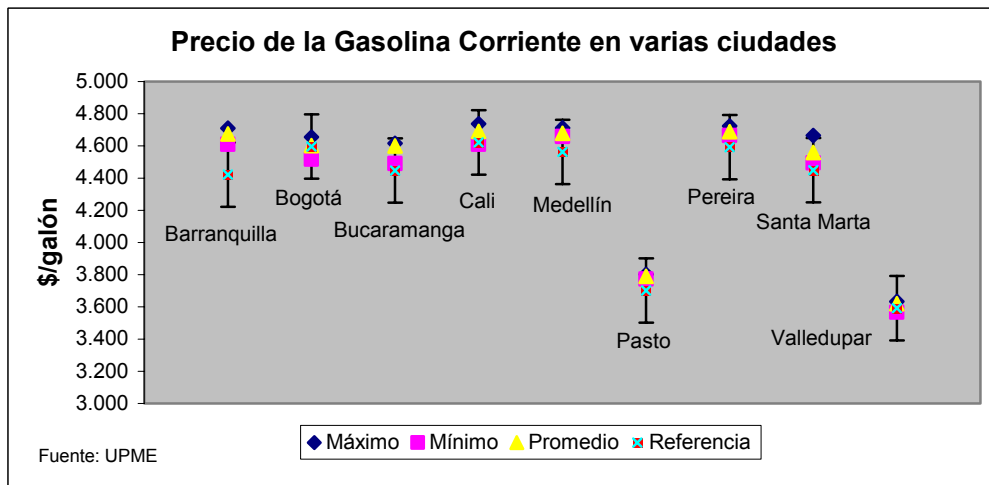 Precio de la Gasolina Corriente en varias ciudades
$/galón
5.000
4.800
4.600
4.400
4.200
4.000
3.800
3.600
3.400
3.200
3.000
Barranquilla
Bogotá
Bucaramanga
Cali
Medellín
Pasto
Pereira
Santa Marta
Valledupar
Máximo Mínimo Promedio Referencia
Fuente: UPME